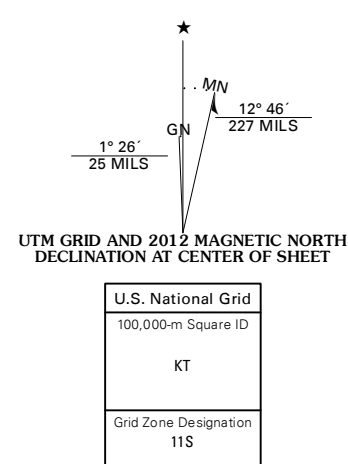 ★
MN
GN
12° 46´
227 MILS
1° 26´
25 MILS
UTM GRID AND 2012 MAGNETIC NORTH
DECLINATION AT CENTER OF SHEET
U.S. National Grid
100,000-m Square ID
KT
Grid Zone Designation
11S